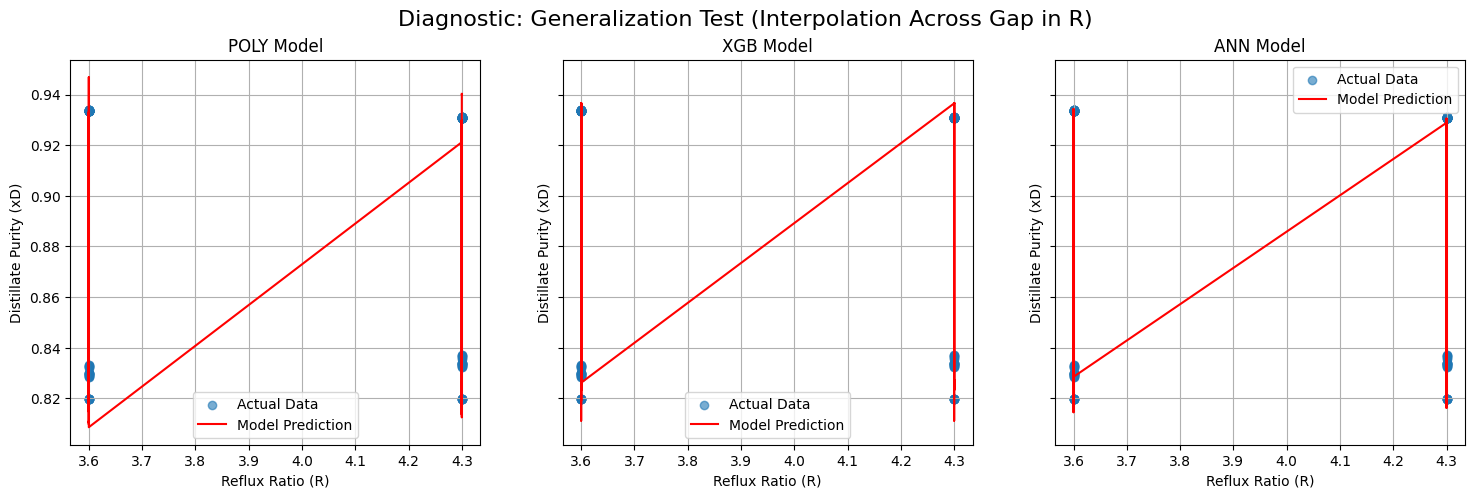 Diagnostic: Generalization Test (Interpolation Across Gap in R)
POLY Model
Distillate Purity (xD)
0.94
0.92
0.90
0.88
0.86
0.84
0.82
Actual Data
Model Prediction
3.6 3.7 3.8 3.9 4.0 4.1 4.2 4.3
Reflux Ratio (R)
XGB Model
Distillate Purity (xD)
Actual Data
Model Prediction
3.6 3.7 3.8 3.9 4.0 4.1 4.2 4.3
Reflux Ratio (R)
ANN Model
Distillate Purity (xD)
Actual Data
Model Prediction
3.6 3.7 3.8 3.9 4.0 4.1 4.2 4.3
Reflux Ratio (R)